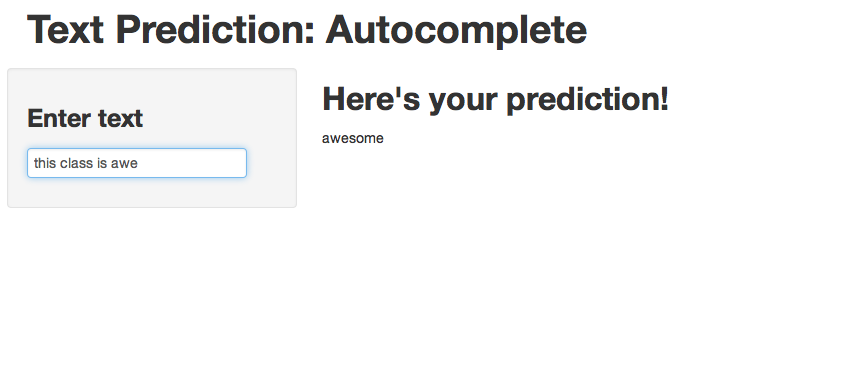 Text Prediction: Autocomplete
Enter text
this class is awe
Here's your prediction!
awesome